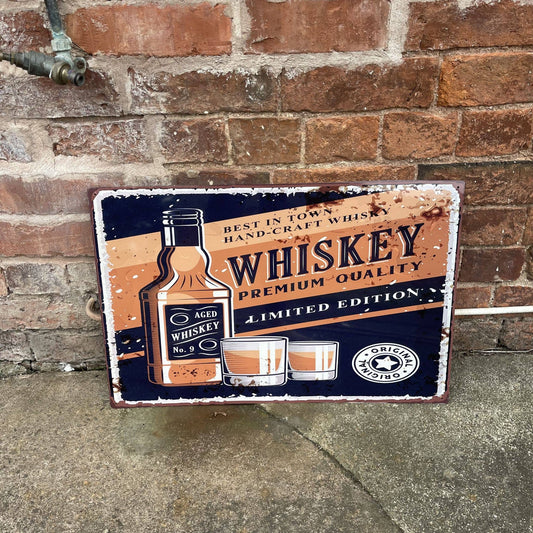 BEST IN TOWN
HAND-CRAFT WHISKY
WHISKEY
PREMIUM QUALITY
LIMITED EDITION
AGED
WHISKEY
No. 9
ORIGINAL
ORIGINAL